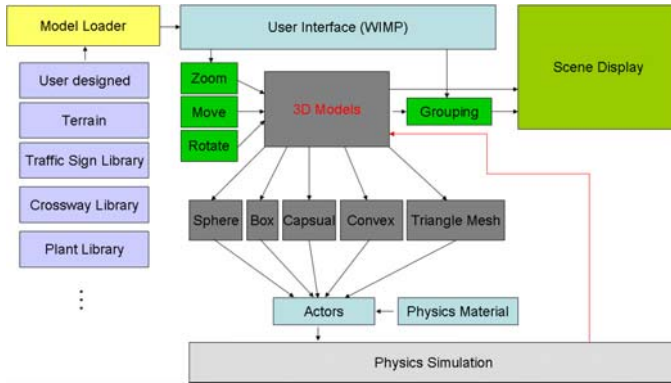 Model Loader
User Interface (WIMP)
Scene Display
User designed
Terrain
Traffic Sign Library
Crossway Library
Plant Library
Zoom
Move
Rotate
3D Models
Grouping
Sphere
Box
Capsual
Convex
Triangle Mesh
Actors
Physics Material
Physics Simulation